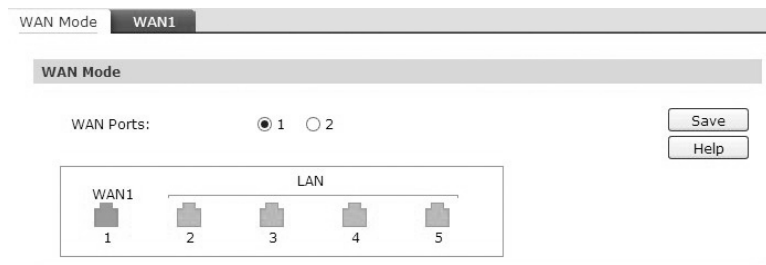 WAN Mode WAN1
WAN Mode
WAN Ports: 1 2
Save
Help
LAN
WAN1
1 2 3 4 5